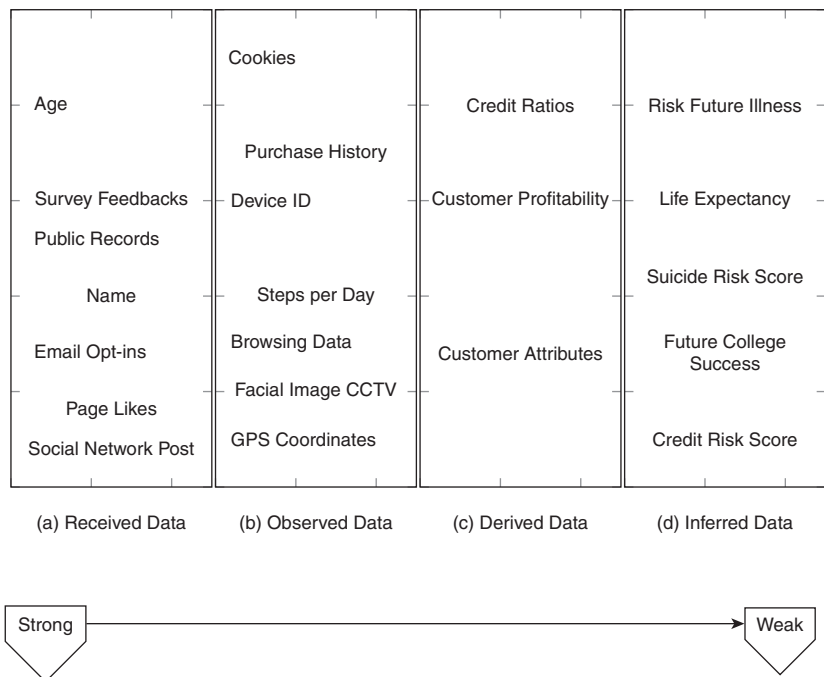 Age
Survey Feedbacks
Public Records
Name
Email Opt-ins
Page Likes
Social Network Post
(a) Received Data
Cookies
Purchase History
Device ID
Steps per Day
Browsing Data
Facial Image CCTV
GPS Coordinates
(b) Observed Data
Credit Ratios
Customer Profitability
Customer Attributes
(c) Derived Data
Risk Future Illness
Life Expectancy
Suicide Risk Score
Future College
Success
Credit Risk Score
(d) Inferred Data
Strong
Weak